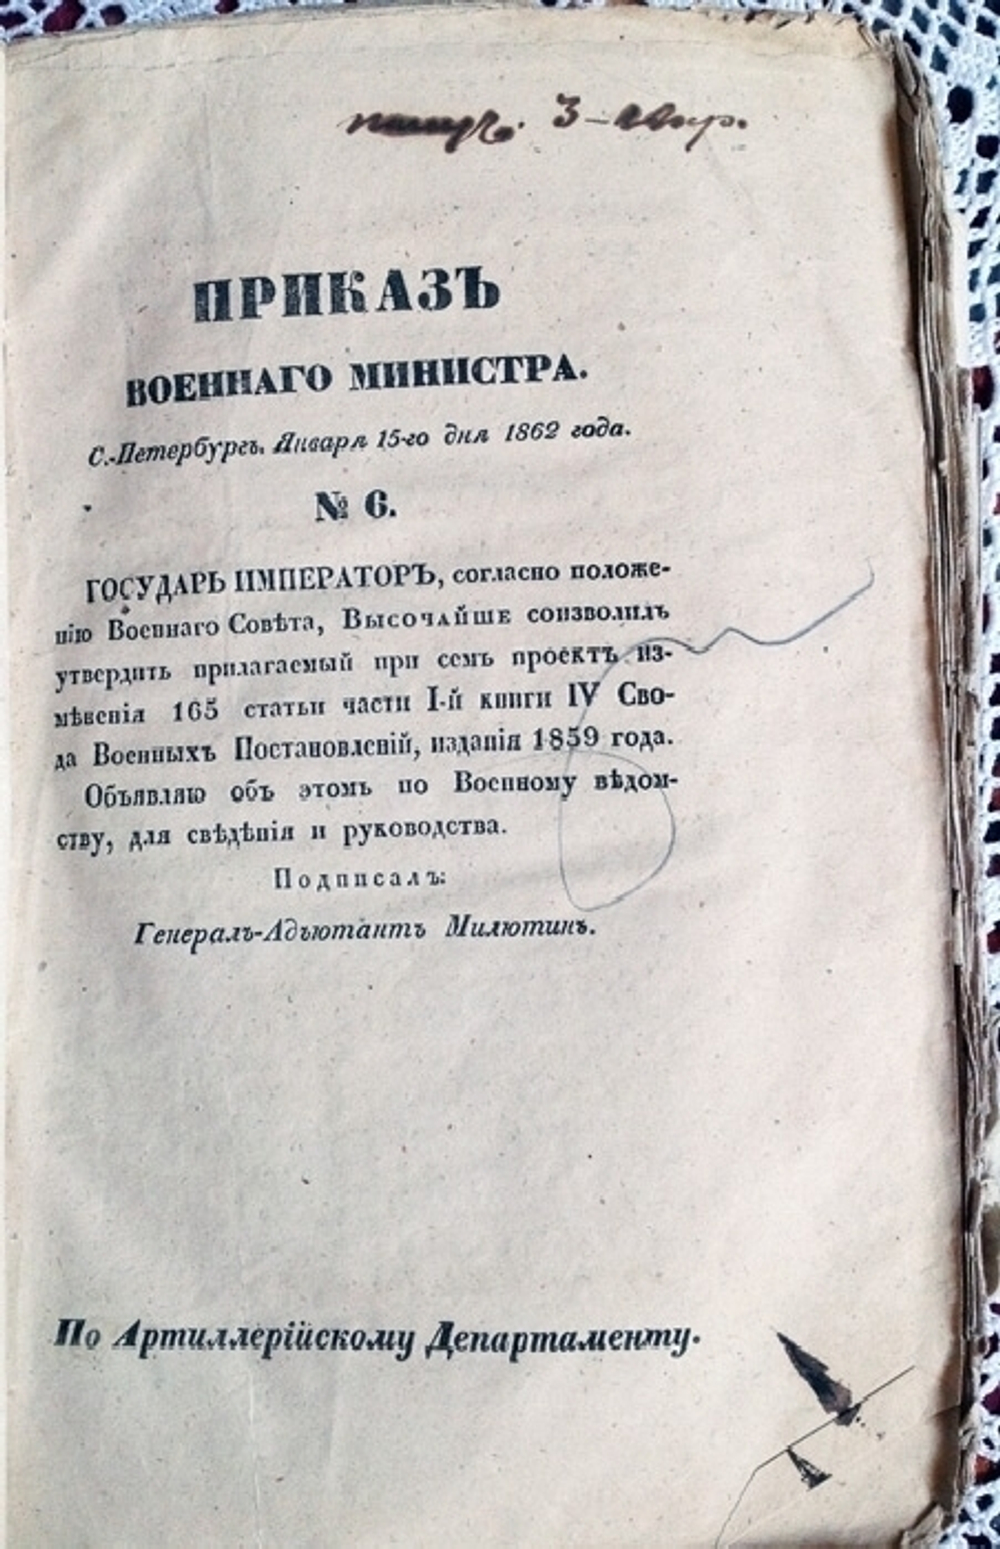 3
ПРИКАЗЪ
ВОЕННАГО МИНИСТРА.
С.-Петербургъ, Января 15-го дня 1862 года.
№ 6.
ГОСУДАРЬ ИМПЕРАТОРЪ, согласно положе-
нію Военнаго Совѣта, Высочайше соизволилъ
утвердить прилагаемый при семъ проектъ из-
мѣненія 165 статьи части I-й книги IV Сво-
да Военныхъ Постановленій, изданія 1859 года.
Объявляю объ этомъ по Военному вѣдом-
ству, для свѣдѣнія и руководства.
Подписалъ:
Генералъ-Адъютантъ Милютинъ.
По Артиллерійскому Департаменту.